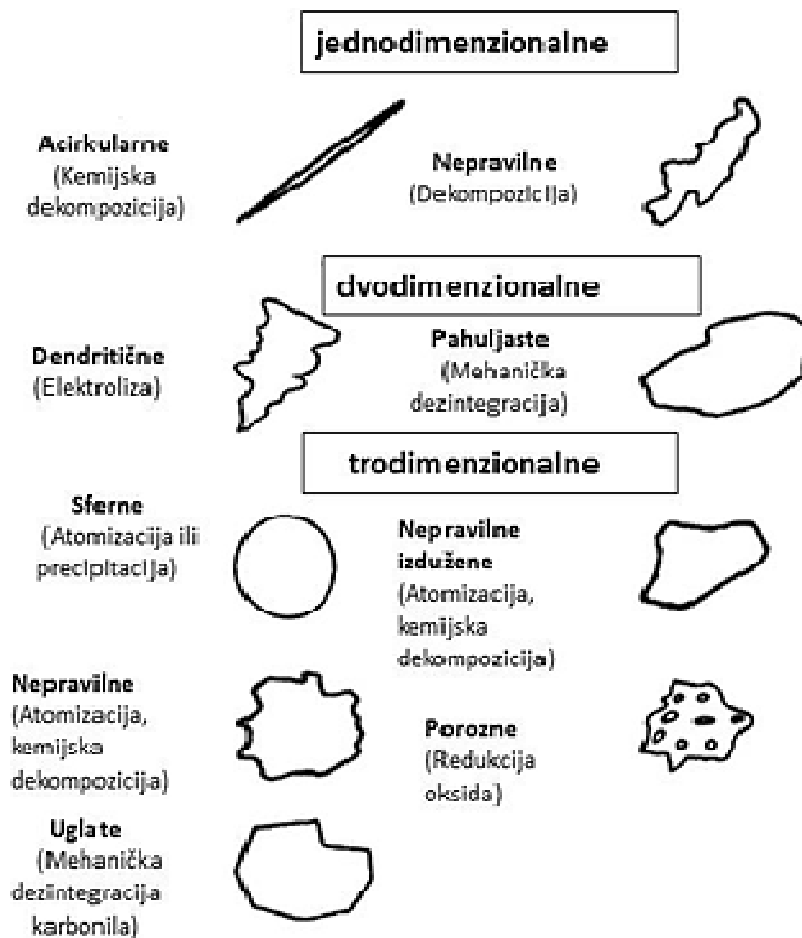 jednodimenzionalne
Acirkularne
(Kemijska
dekompozicija)
Nepravilne
(Dekompozicija)
dvodimenzionalne
Dendritične
(Elektroliza)
Pahuljaste
(Mehanička
dezintegracija)
trodimenzionalne
Sferne
(Atomizacija ili
precipitacija)
Nepravilne
izdužene
(Atomizacija,
kemijska
dekompozicija)
Nepravilne
(Atomizacija,
kemijska
dekompozicija)
Porozne
(Redukcija
oksida)
Uglate
(Mehanička
dezintegracija
karbonila)